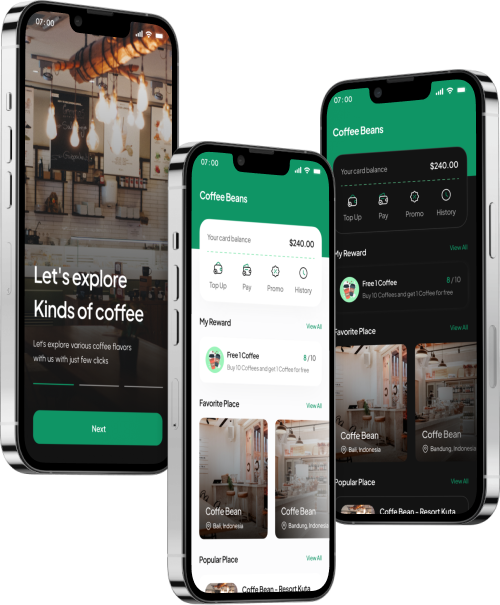 07:00
Let's explore
Kinds of coffee
Let's explore various coffee flavors
with us with just few clicks
Next
07:00
Coffee Beans
Your card balance
$240.00
Top Up
Pay
Promo
History
My Reward
View All
Free 1 Coffee
8/10
Buy 10 Coffees and get 1 Coffee for free
Favorite Place
View All
Coffe Bean
Bali, Indonesia
Coffe Bean
Bandung, Indonesia
Popular Place
View All
Coffe Bean - Resort Kuta
07:00
Coffee Beans
Your card balance
$240.00
Top Up
Pay
Promo
History
My Reward
View All
Free 1 Coffee
8/10
Buy 10 Coffees and get 1 Coffee for free
Favorite Place
View All
Coffe Bean
Bali, Indonesia
Coffe Bean
Bandung, Indonesia
Popular Place
View All
Coffe Bean - Resort Kuta